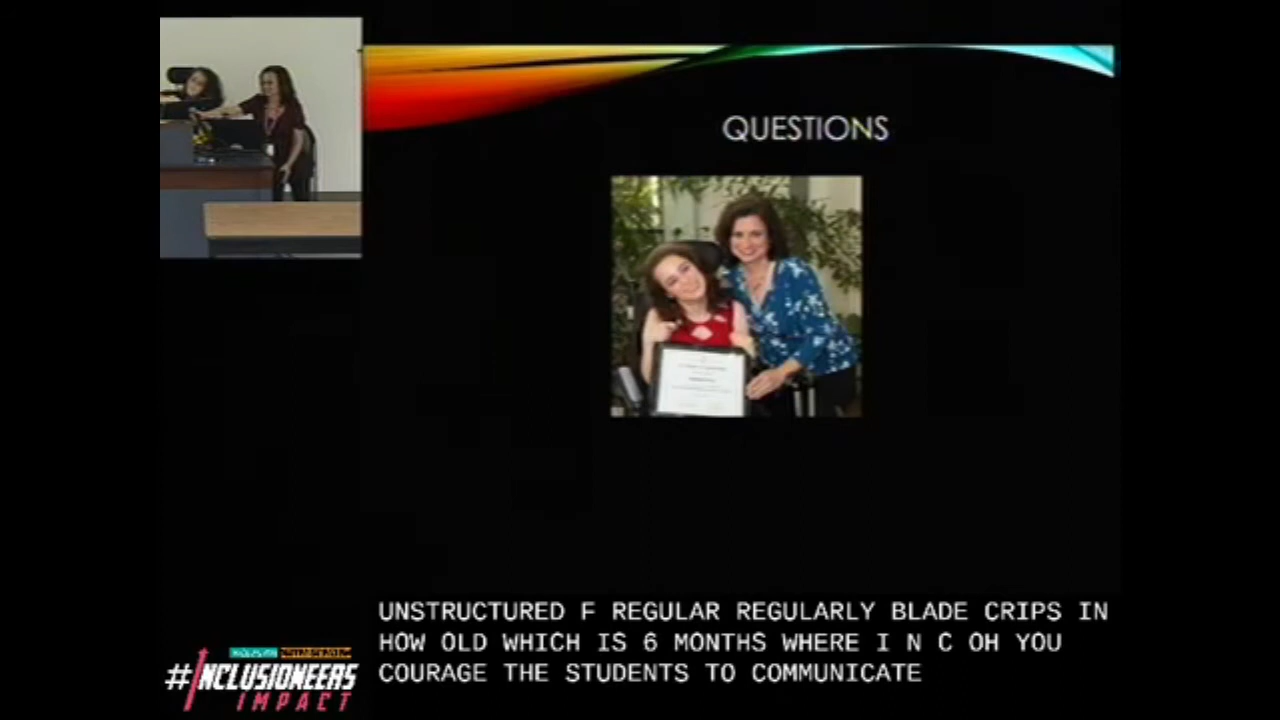 QUESTIONS
UNSTRUCTURED F REGULAR REGULARLY BLADE CRIPS IN
HOW OLD WHICH IS 6 MONTHS WHERE I N C OH YOU
COURAGE THE STUDENTS TO COMMUNICATE
#INCLUSIONEERS
IMPACT